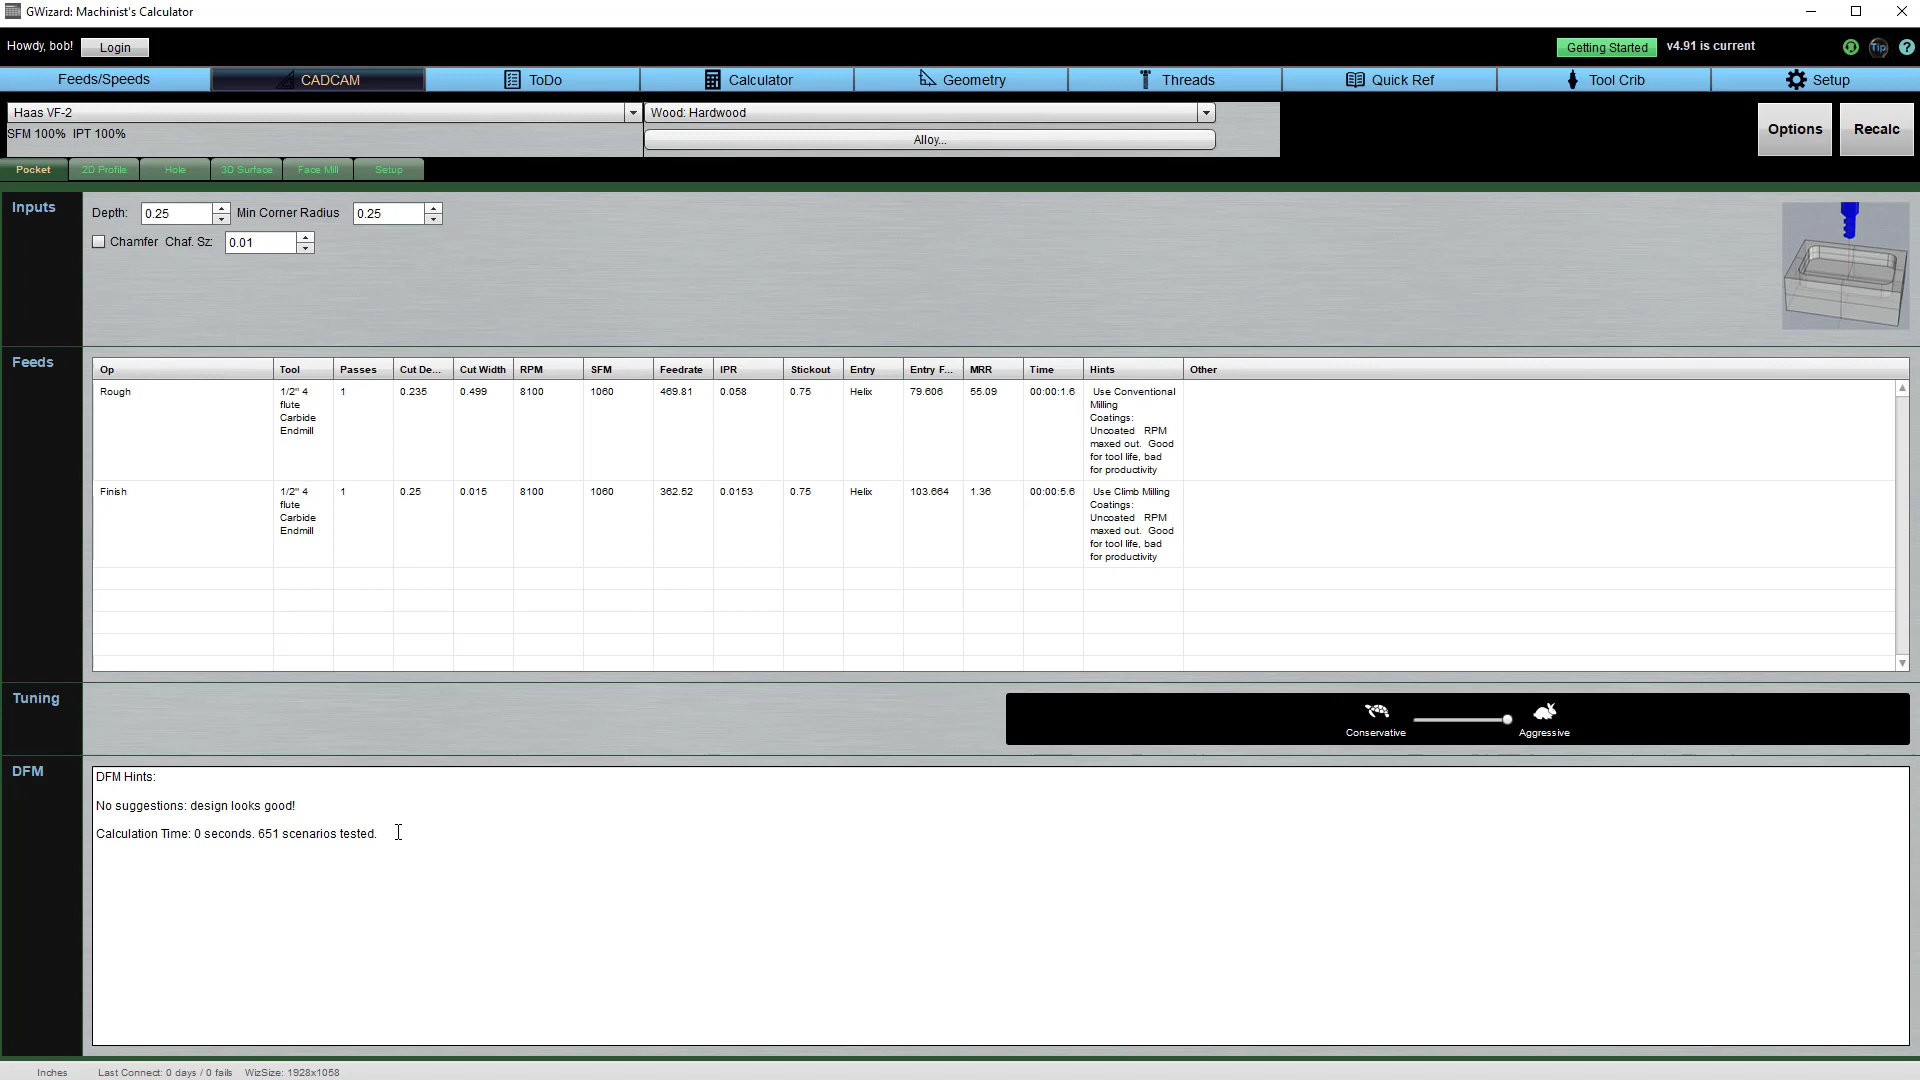 GWizard: Machinist's Calculator
Howdy, bob! Login Getting Started v4.91 is current Tip ?
Feeds/Speeds CADCAM ToDo Calculator Geometry Threads Quick Ref Tool Crib Setup
Haas VF-2 Wood: Hardwood
SFM 100% IPT 100% Alloy... Options Recalc
Pocket 2D Profile Hole 3D Surface Face Mill Setup
Inputs Depth: 0.25 Min Corner Radius 0.25
Chamfer Chaf. Sz: 0.01
Feeds
Op Tool Passes Cut De... Cut Width RPM SFM Feedrate IPR Stickout Entry Entry F... MRR Time Hints Other
Rough 1/2" 4 1 0.235 0.499 8100 1060 469.81 0.058 0.75 Helix 79.606 55.09 00:00:1.6 Use Conventional
flute Milling
Carbide Coatings:
Endmill Uncoated RPM
maxed out. Good
for tool life, bad
for productivity
Finish 1/2" 4 1 0.25 0.015 8100 1060 362.52 0.0153 0.75 Helix 103.664 1.36 00:00:5.6 Use Climb Milling
flute Coatings:
Carbide Uncoated RPM
Endmill maxed out. Good
for tool life, bad
for productivity
Tuning
Conservative Aggressive
DFM
DFM Hints:
No suggestions: design looks good!
Calculation Time: 0 seconds. 651 scenarios tested.
Inches Last Connect: 0 days / 0 fails WizSize: 1928x1058